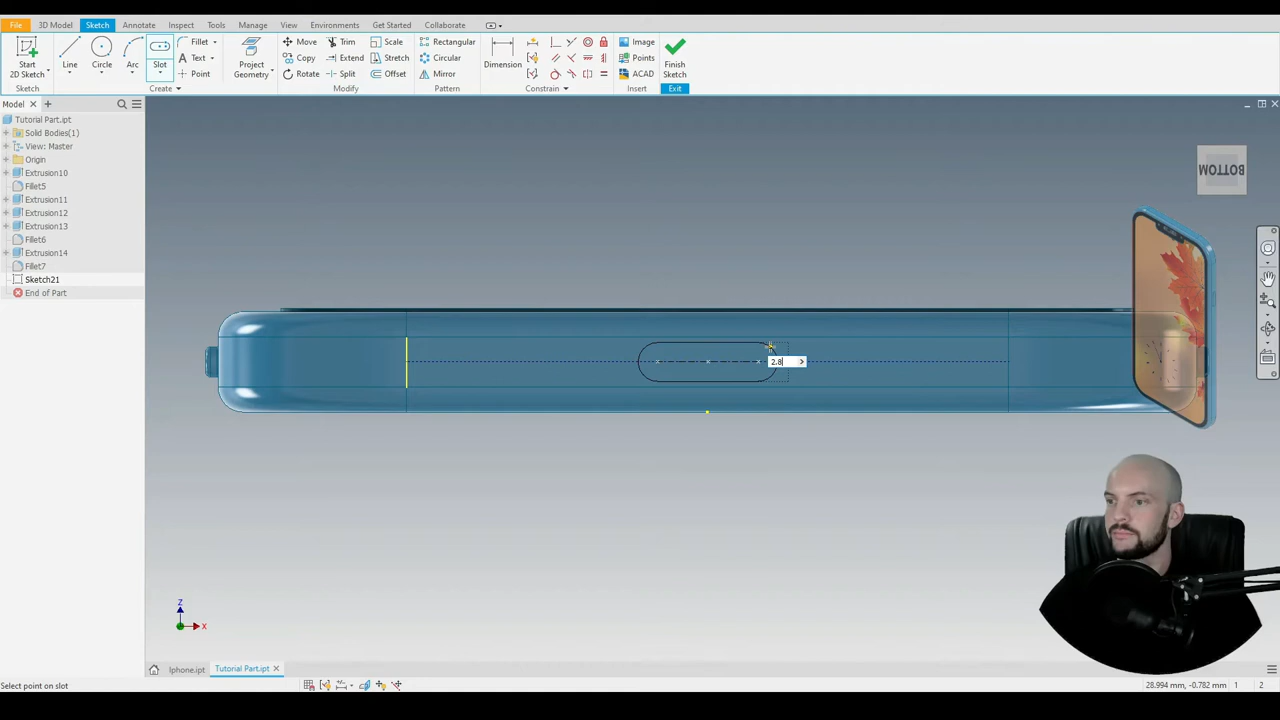 File 3D Model Sketch Annotate Inspect Tools Manage View Environments Get Started Collaborate
Start
2D Sketch
Line
Circle
Arc
Slot
Fillet
Text
Point
Project
Geometry
Move
Copy
Rotate
Trim
Extend
Split
Scale
Stretch
Offset
Rectangular
Circular
Mirror
Dimension
Image
Points
ACAD
Finish
Sketch
Sketch Create Modify Pattern Constrain Insert Exit
Model
Tutorial Part.ipt
Solid Bodies(1)
View: Master
Origin
Extrusion10
Fillet5
Extrusion11
Extrusion12
Extrusion13
Fillet6
Extrusion14
Fillet7
Sketch21
End of Part
BOTTOM
2.8
Z
X
Iphone.ipt Tutorial Part.ipt
Select point on slot
28.994 mm, -0.782 mm 1 2